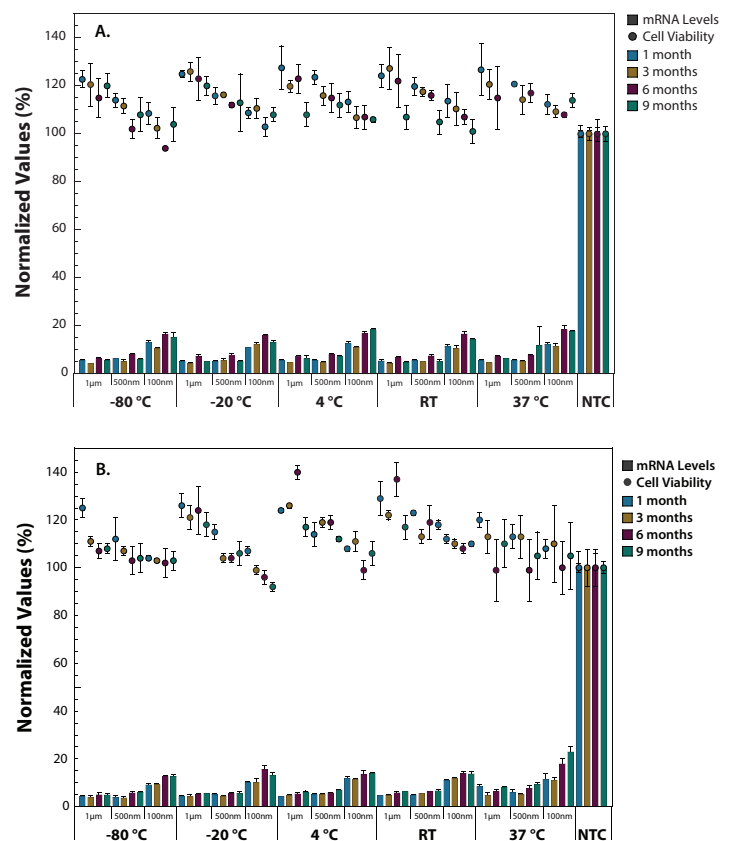 A.
Normalized Values (%)
140
120
100
80
60
40
20
0
mRNA Levels
Cell Viability
1 month
3 months
6 months
9 months
1µm 500nm 100nm 1µm 500nm 100nm 1µm 500nm 100nm 1µm 500nm 100nm 1µm 500nm 100nm
-80 °C -20 °C 4 °C RT 37 °C NTC
B.
Normalized Values (%)
140
120
100
80
60
40
20
0
mRNA Levels
Cell Viability
1 month
3 months
6 months
9 months
1µm 500nm 100nm 1µm 500nm 100nm 1µm 500nm 100nm 1µm 500nm 100nm 1µm 500nm 100nm
-80 °C -20 °C 4 °C RT 37 °C NTC